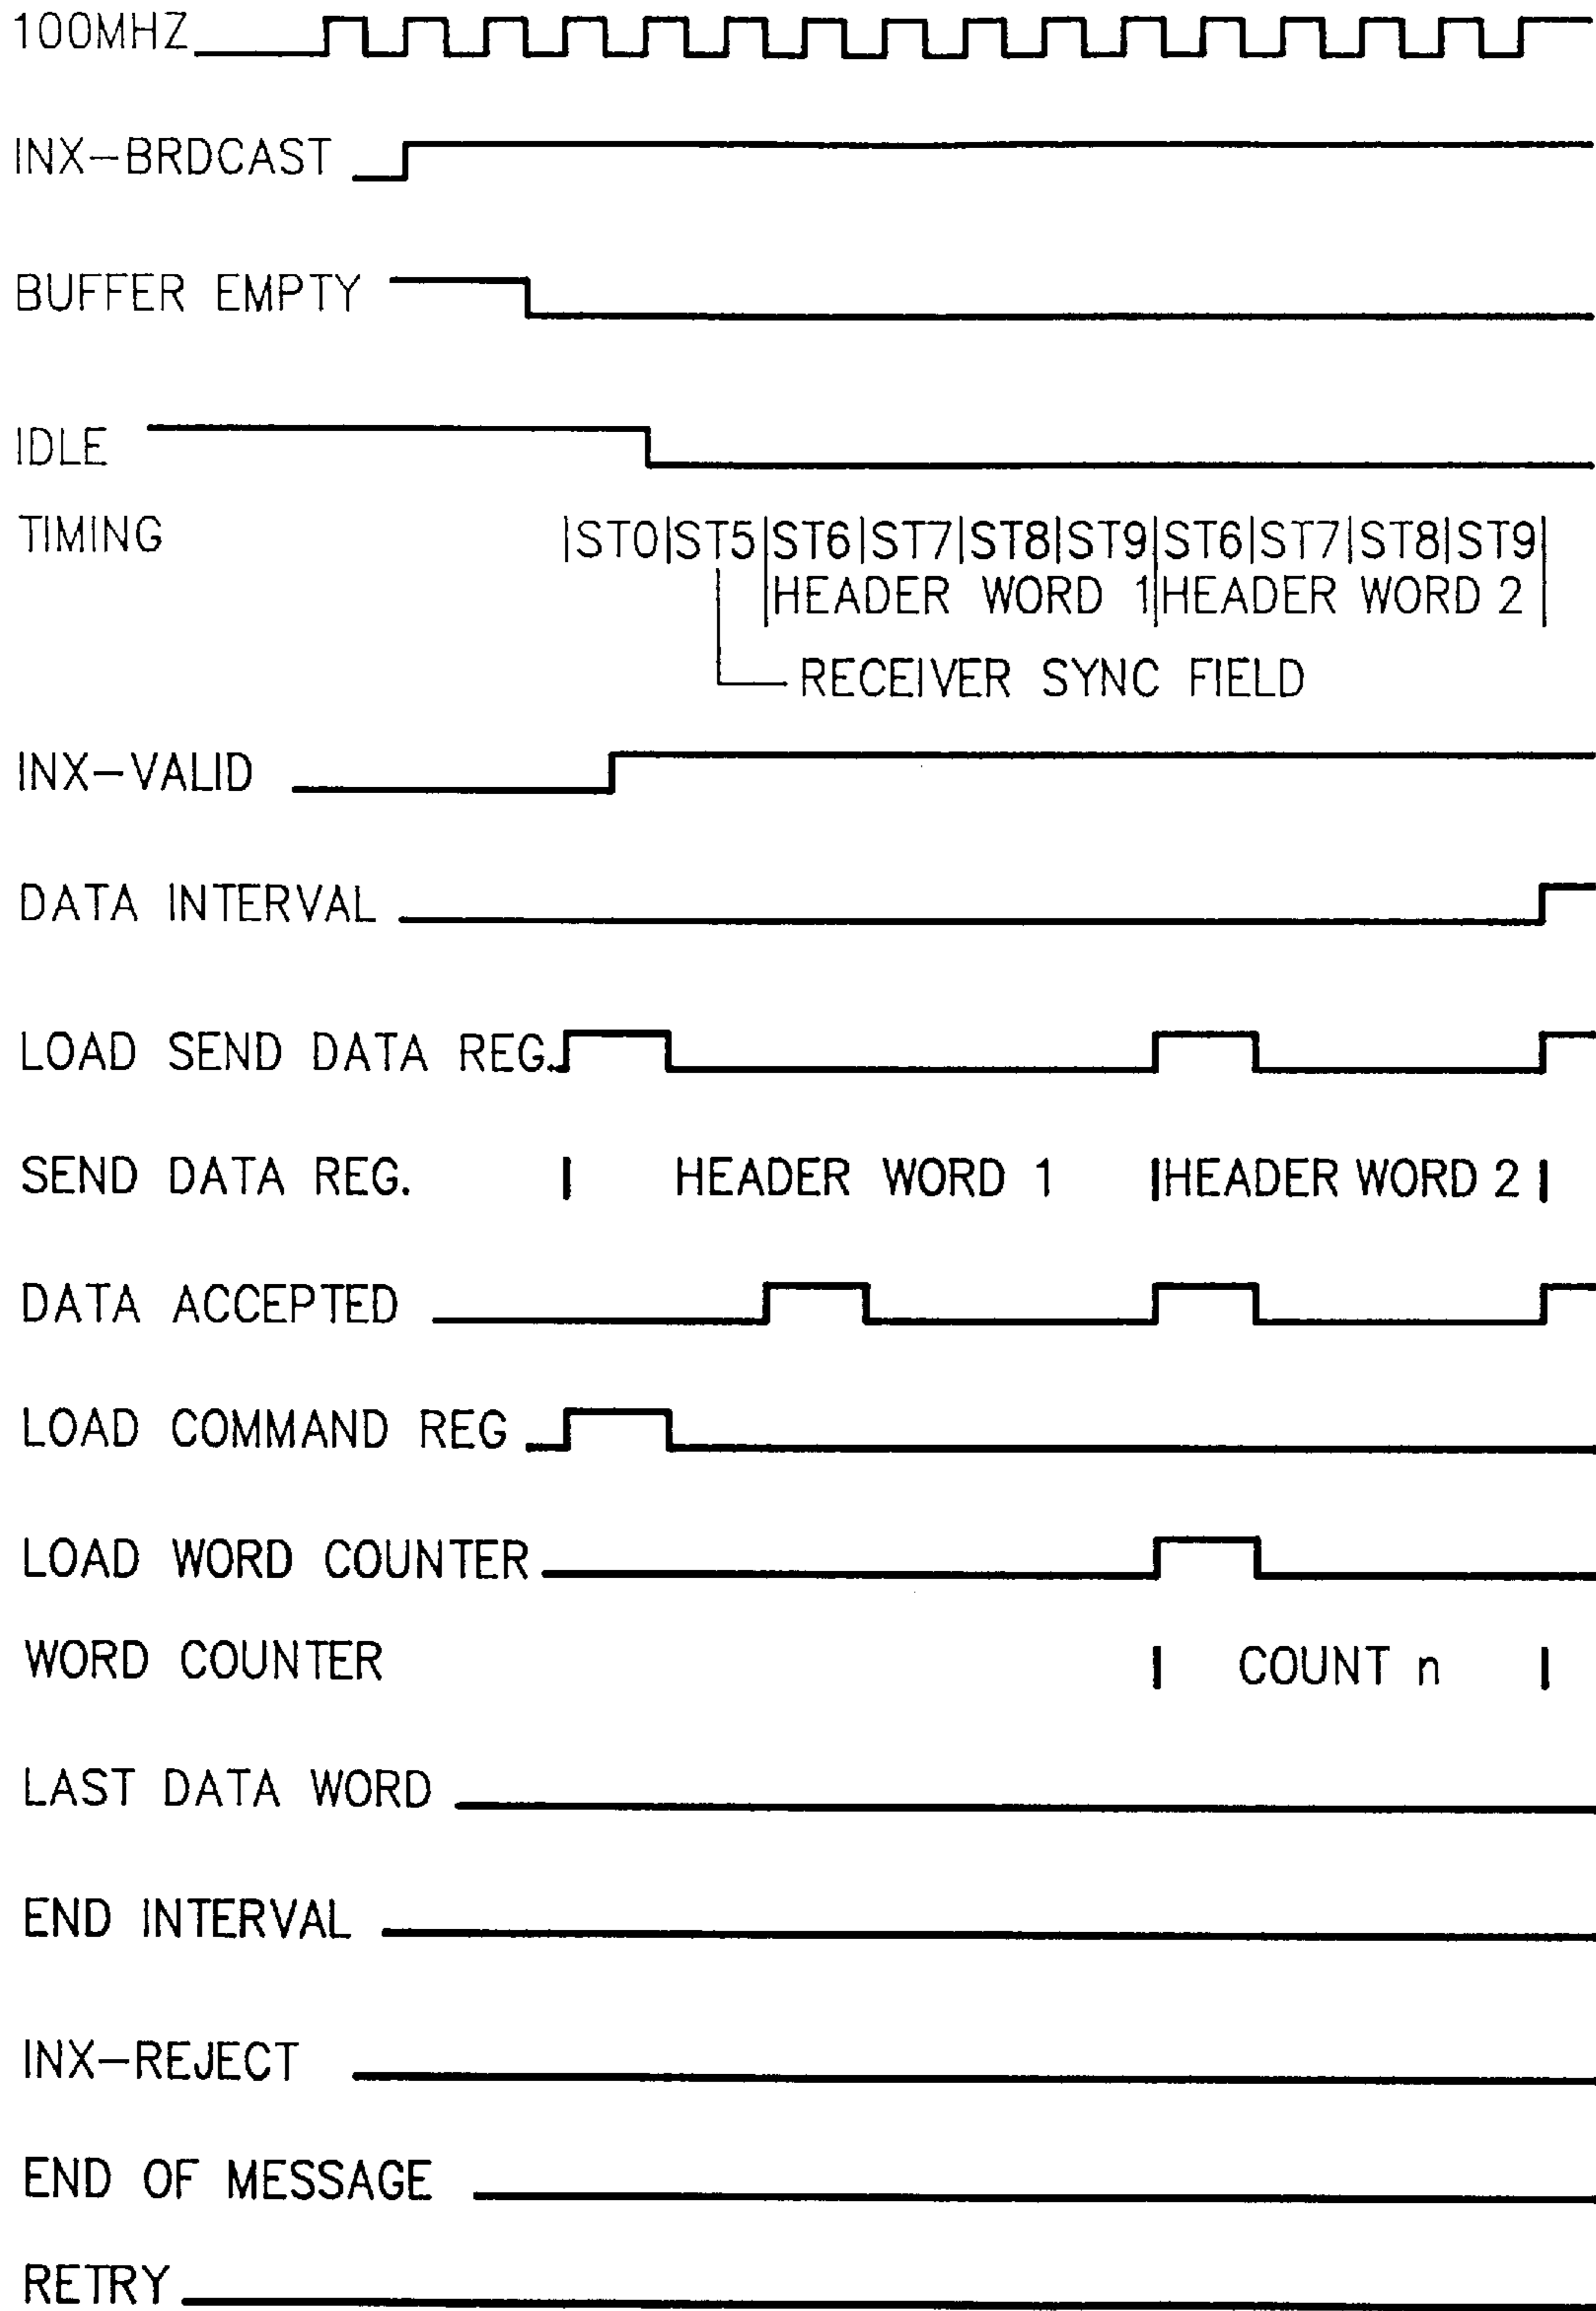 100MHZ
INX-BRDCAST
BUFFER EMPTY
IDLE
TIMING |ST0|ST5|ST6|ST7|ST8|ST9|ST6|ST7|ST8|ST9|
|HEADER WORD 1|HEADER WORD 2|
RECEIVER SYNC FIELD
INX-VALID
DATA INTERVAL
LOAD SEND DATA REG.
SEND DATA REG. | HEADER WORD 1 |HEADER WORD 2|
DATA ACCEPTED
LOAD COMMAND REG
LOAD WORD COUNTER
WORD COUNTER | COUNT n |
LAST DATA WORD
END INTERVAL
INX-REJECT
END OF MESSAGE
RETRY